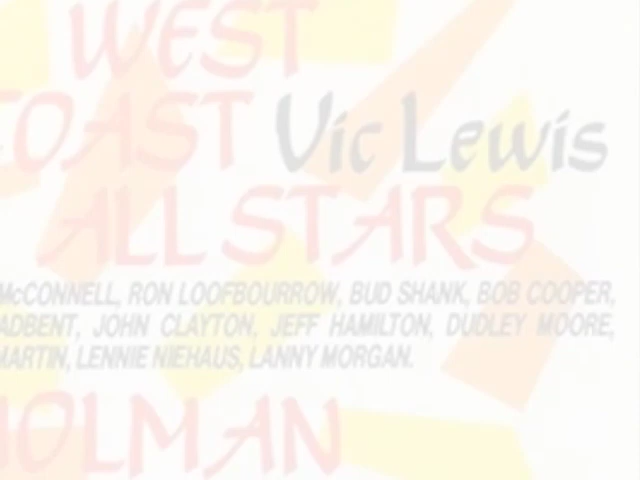 WEST
COAST Vic Lewis
ALL STARS
McCONNELL, RON LOOFBOURROW, BUD SHANK, BOB COOPER,
ADBENT, JOHN CLAYTON, JEFF HAMILTON, DUDLEY MOORE,
MARTIN, LENNIE NIEHAUS, LANNY MORGAN.
HOLMAN